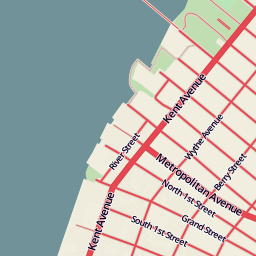 Kent Avenue
Wythe Avenue
River Street
Berry Street
Metropolitan Avenue
North 1st Street
Grand Street
Kent Avenue
South 1st Street